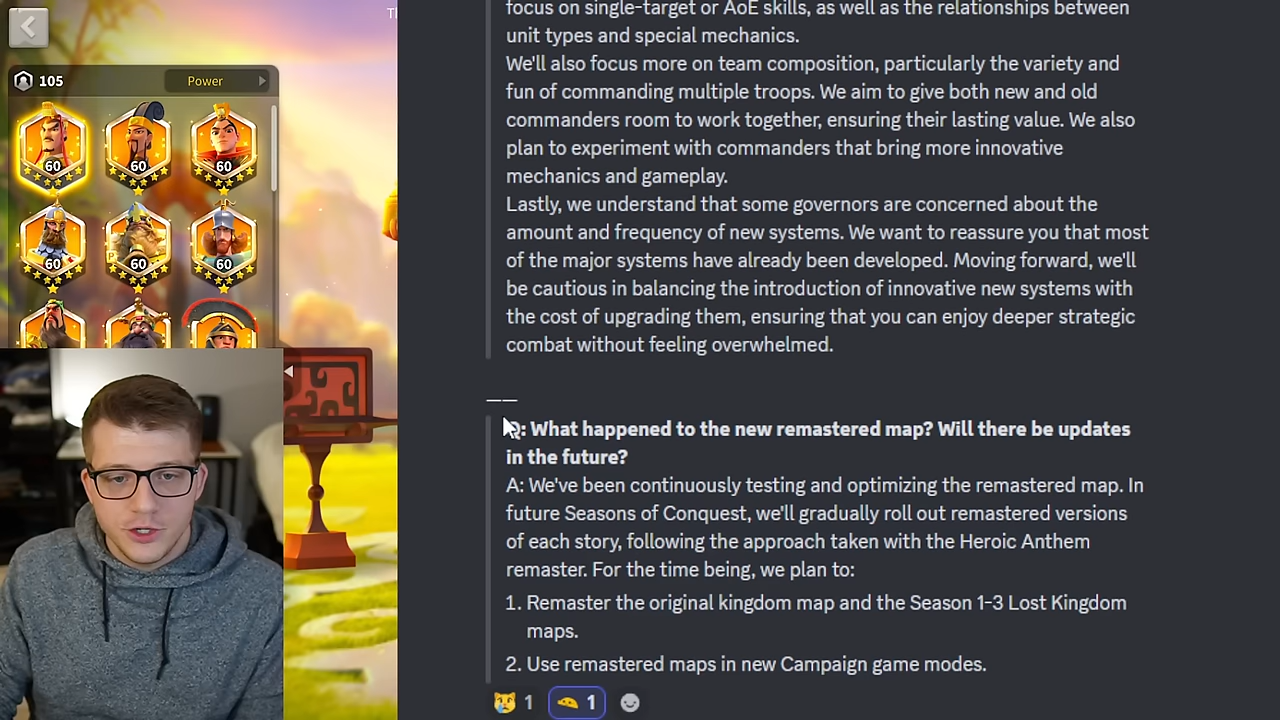 T
105
Power
60
60
60
60
60
60
focus on single-target or AoE skills, as well as the relationships between
unit types and special mechanics.
We'll also focus more on team composition, particularly the variety and
fun of commanding multiple troops. We aim to give both new and old
commanders room to work together, ensuring their lasting value. We also
plan to experiment with commanders that bring more innovative
mechanics and gameplay.
Lastly, we understand that some governors are concerned about the
amount and frequency of new systems. We want to reassure you that most
of the major systems have already been developed. Moving forward, we'll
be cautious in balancing the introduction of innovative new systems with
the cost of upgrading them, ensuring that you can enjoy deeper strategic
combat without feeling overwhelmed.
——
Q: What happened to the new remastered map? Will there be updates
in the future?
A: We've been continuously testing and optimizing the remastered map. In
future Seasons of Conquest, we'll gradually roll out remastered versions
of each story, following the approach taken with the Heroic Anthem
remaster. For the time being, we plan to:
1. Remaster the original kingdom map and the Season 1-3 Lost Kingdom
maps.
2. Use remastered maps in new Campaign game modes.
1
1